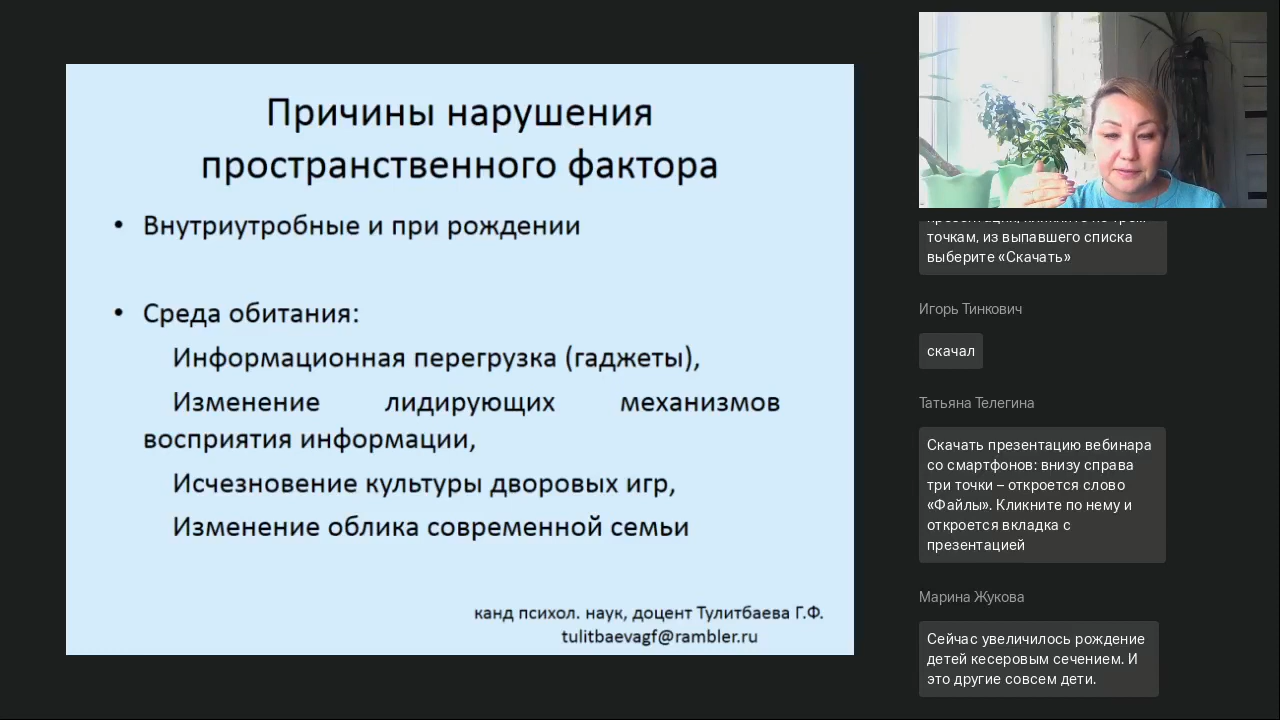 Причины нарушения
пространственного фактора
• Внутриутробные и при рождении
• Среда обитания:
Информационная перегрузка (гаджеты),
Изменение лидирующих механизмов
восприятия информации,
Исчезновение культуры дворовых игр,
Изменение облика современной семьи
канд психол. наук, доцент Тулитбаева Г.Ф.
tulitbaevagf@rambler.ru
точкам, из выпавшего списка
выберите «Скачать»
Игорь Тинкович
скачал
Татьяна Телегина
Скачать презентацию вебинара
со смартфонов: внизу справа
три точки – откроется слово
«Файлы». Кликните по нему и
откроется вкладка с
презентацией
Марина Жукова
Сейчас увеличилось рождение
детей кесеровым сечением. И
это другие совсем дети.